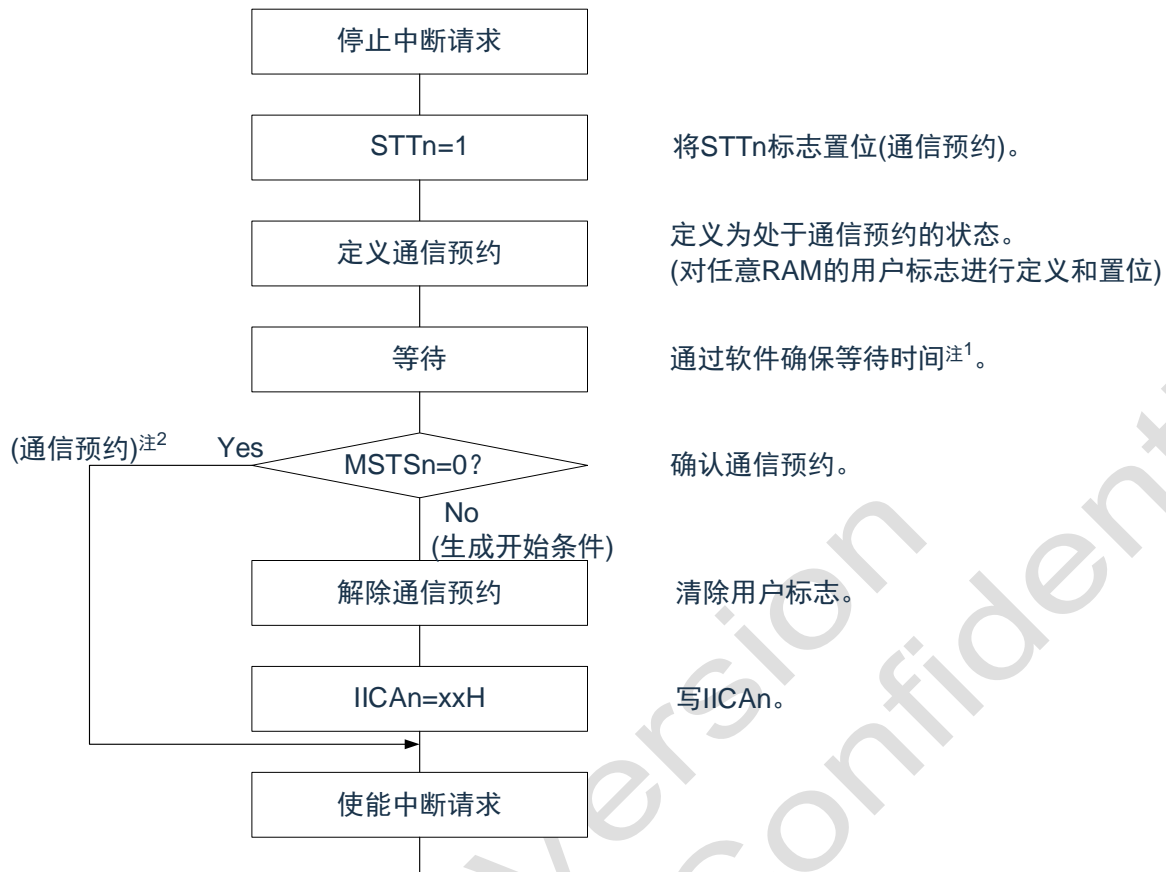 停止中断请求
STTn=1
将STTn标志置位(通信预约)。
定义通信预约
定义为处于通信预约的状态。
(对任意RAM的用户标志进行定义和置位)
等待
通过软件确保等待时间注1。
(通信预约)注2
Yes
MSTSn=0?
确认通信预约。
No
(生成开始条件)
解除通信预约
清除用户标志。
IICAn=xxH
写IICAn。
使能中断请求